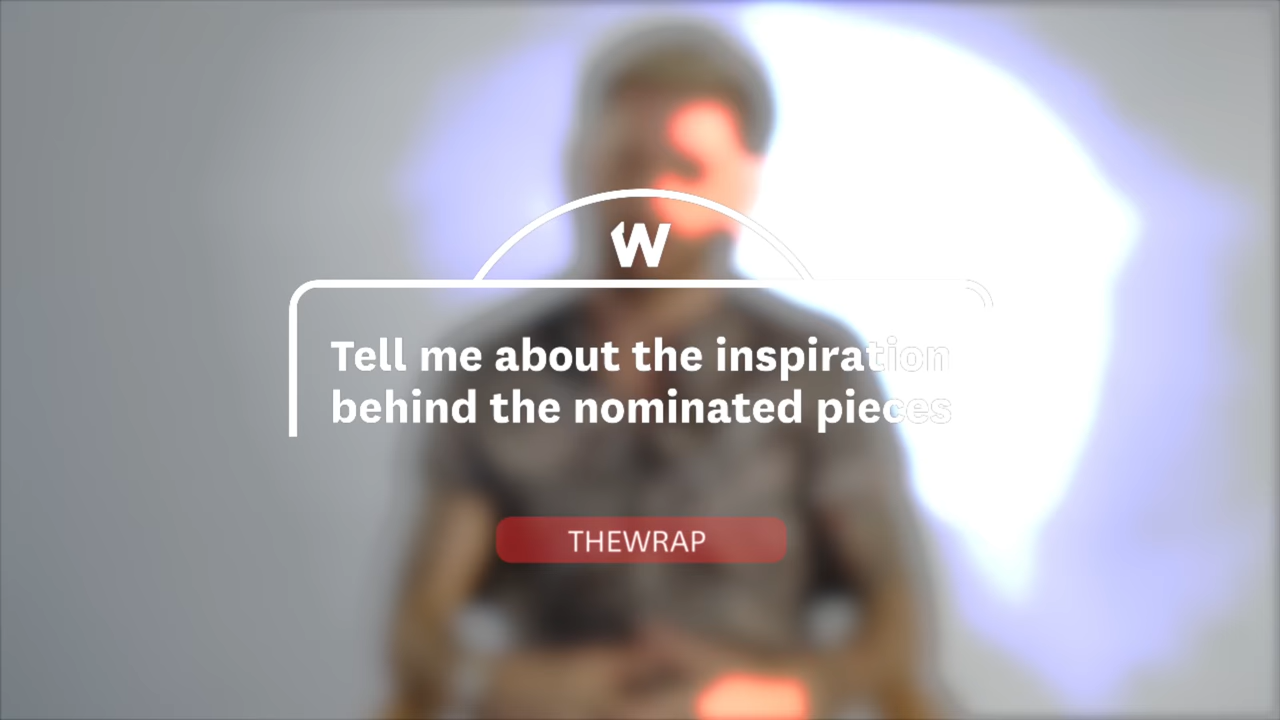 W
Tell me about the inspiration
behind the nominated pieces
THEWRAP